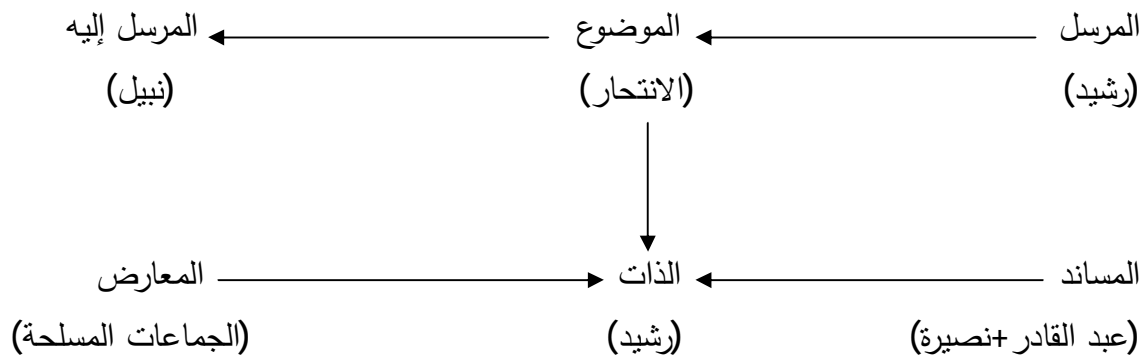 المرسل الموضوع المرسل إليه
(رشيد) (الانتحار) (نبيل)
المساند الذات المعارض
(عبد القادر+نصيرة) (رشيد) (الجماعات المسلحة)